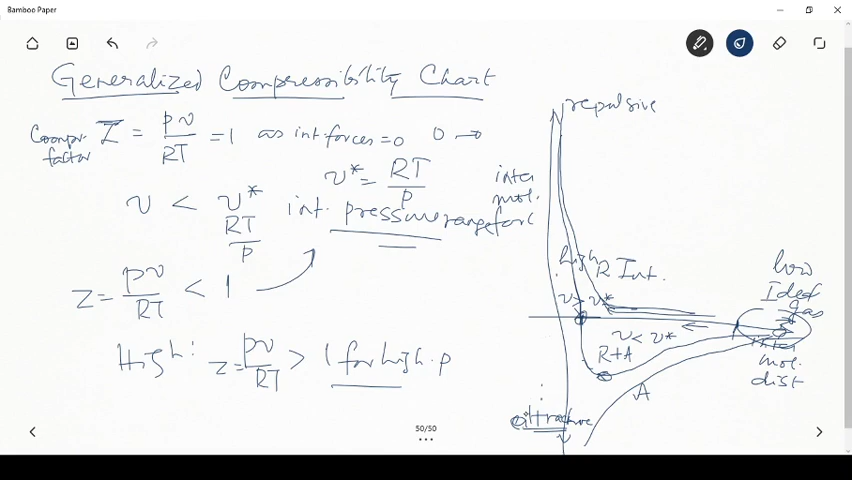 Bamboo Paper
Generalized Compressibility Chart
Compr. factor Z = pv/RT = 1 as int. forces = 0 0 →
v* = RT/p
v < v* RT/p int. pressure range
inter mol. forc
Z = pv/RT < 1
High: Z = pv/RT > 1 for high p
repulsive
high R Int.
v > v*
v < v*
R+A
A
attractive
low
Ideal
gas
inter
mol.
dist
50/50